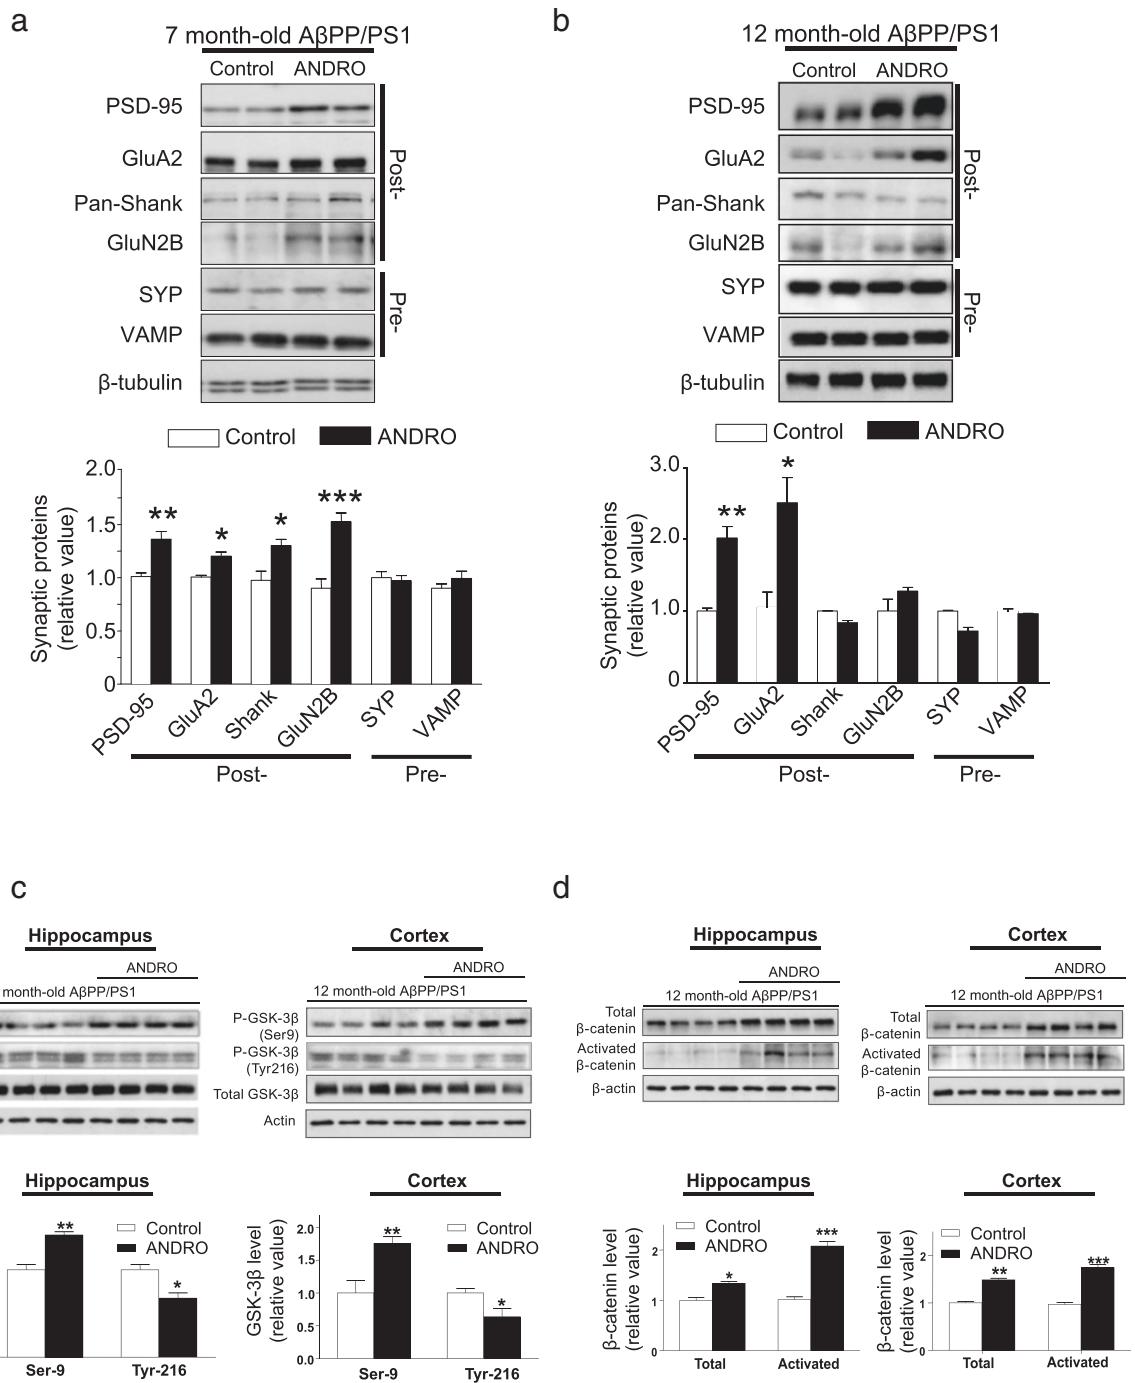 a
7 month-old AβPP/PS1
Control ANDRO
PSD-95
GluA2
Pan-Shank
GluN2B
Post-
SYP
VAMP
Pre-
β-tubulin
Control ANDRO
Synaptic proteins
(relative value)
2.0
1.5
1.0
0.5
0
**
*
*
***
PSD-95 GluA2 Shank GluN2B SYP VAMP
Post- Pre-
b
12 month-old AβPP/PS1
Control ANDRO
PSD-95
GluA2
Pan-Shank
GluN2B
Post-
SYP
VAMP
Pre-
β-tubulin
Control ANDRO
Synaptic proteins
(relative value)
3.0
2.0
1.0
0
**
*
PSD-95 GluA2 Shank GluN2B SYP VAMP
Post- Pre-
c
Hippocampus
ANDRO
month-old AβPP/PS1
Cortex
ANDRO
12 month-old AβPP/PS1
P-GSK-3β
(Ser9)
P-GSK-3β
(Tyr216)
Total GSK-3β
Actin
Hippocampus
Control
ANDRO
**
*
Ser-9 Tyr-216
Cortex
GSK-3β level
(relative value)
2.0
1.5
1.0
0.5
0.0
Control
ANDRO
**
*
Ser-9 Tyr-216
d
Hippocampus
ANDRO
12 month-old AβPP/PS1
Total
β-catenin
Activated
β-catenin
β-actin
Cortex
ANDRO
12 month-old AβPP/PS1
Total
β-catenin
Activated
β-catenin
β-actin
Hippocampus
β-catenin level
(relative value)
2
1
0
Control
ANDRO
*
***
Total Activated
Cortex
β-catenin level
(relative value)
2
1
0
Control
ANDRO
**
***
Total Activated